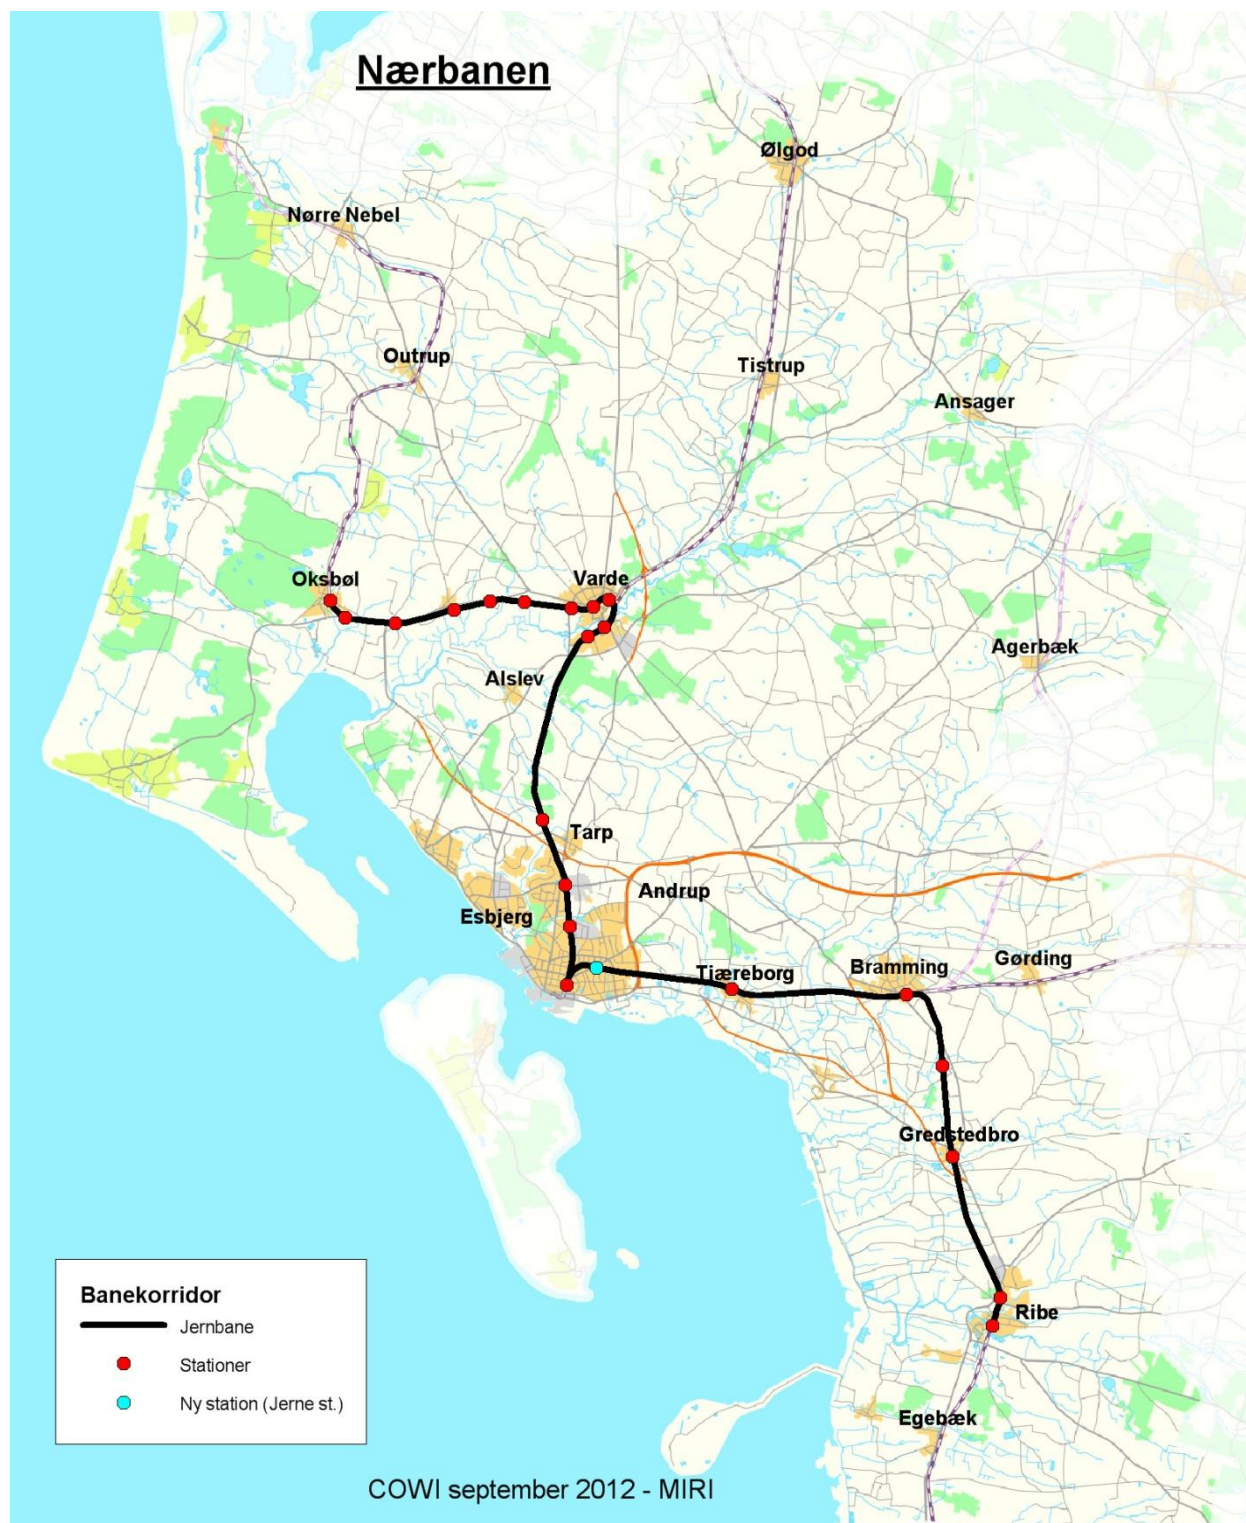 Nærbanen
Ølgod
Nørre Nebel
Outrup
Tistrup
Ansager
Oksbøl
Varde
Agerbæk
Alslev
Tarp
Andrup
Esbjerg
Tjæreborg
Bramming
Gørding
Gredstedbro
Ribe
Egebæk
Banekorridor
Jernbane
Stationer
Ny station (Jerne st.)
COWI september 2012 - MIRI